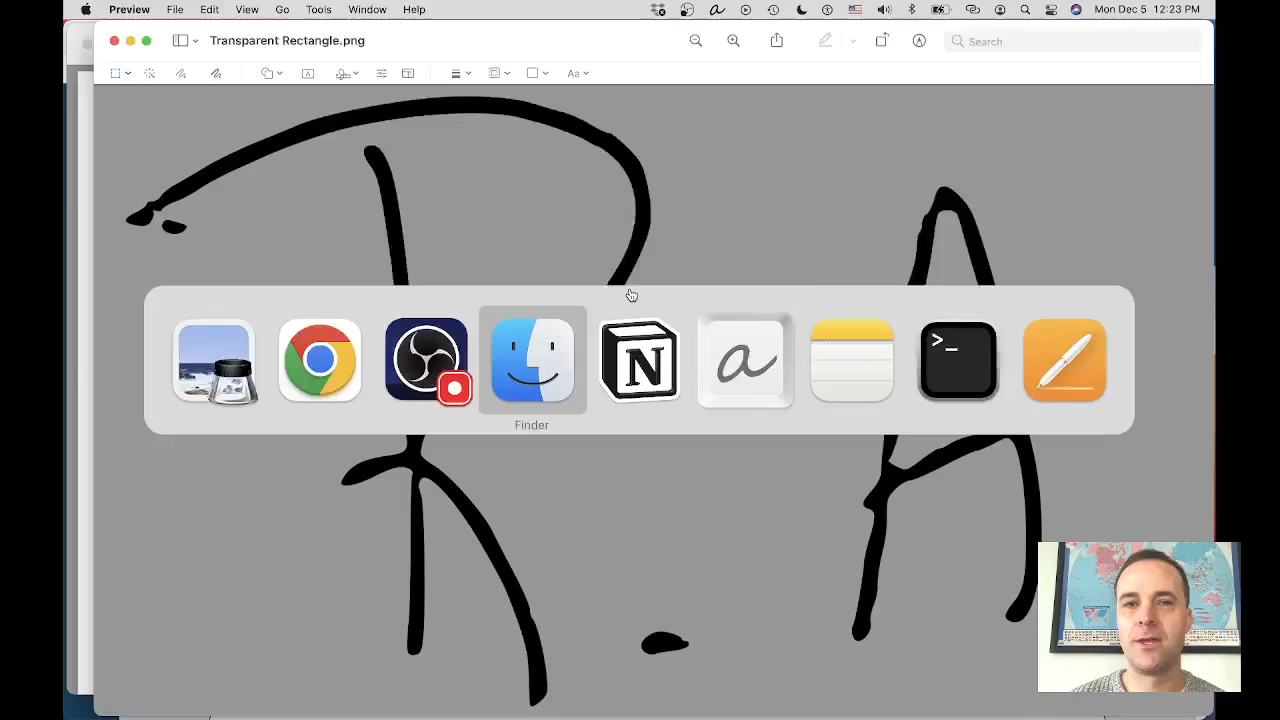 Preview File Edit View Go Tools Window Help Mon Dec 5 12:23 PM
Transparent Rectangle.png Search
Aa
R. A
N a >_
Finder